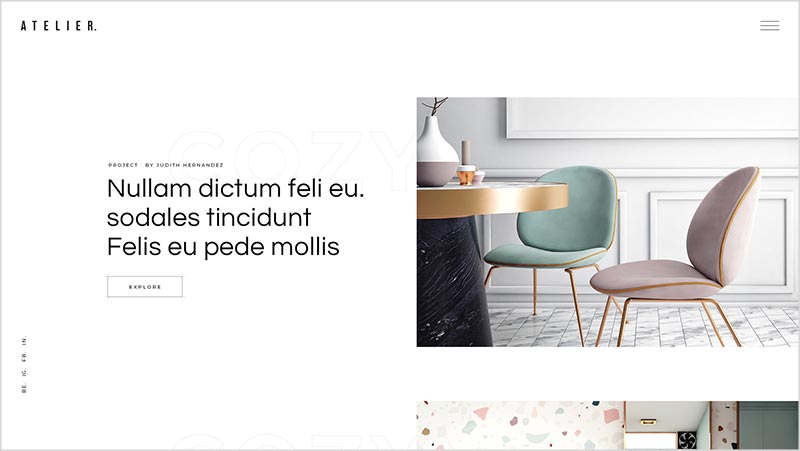 ATELIER.
COZY
PROJECT BY JUDITH HERNANDEZ
Nullam dictum feli eu.
sodales tincidunt
Felis eu pede mollis
EXPLORE
BE. IG. FB. IN.
COZY